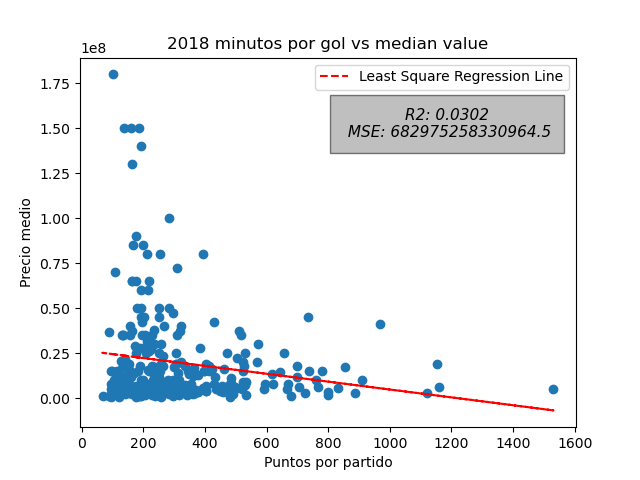 2018 minutos por gol vs median value
1e8
Least Square Regression Line
R2: 0.0302
MSE: 682975258330964.5
1.75
1.50
1.25
1.00
0.75
0.50
0.25
0.00
Precio medio
0 200 400 600 800 1000 1200 1400 1600
Puntos por partido